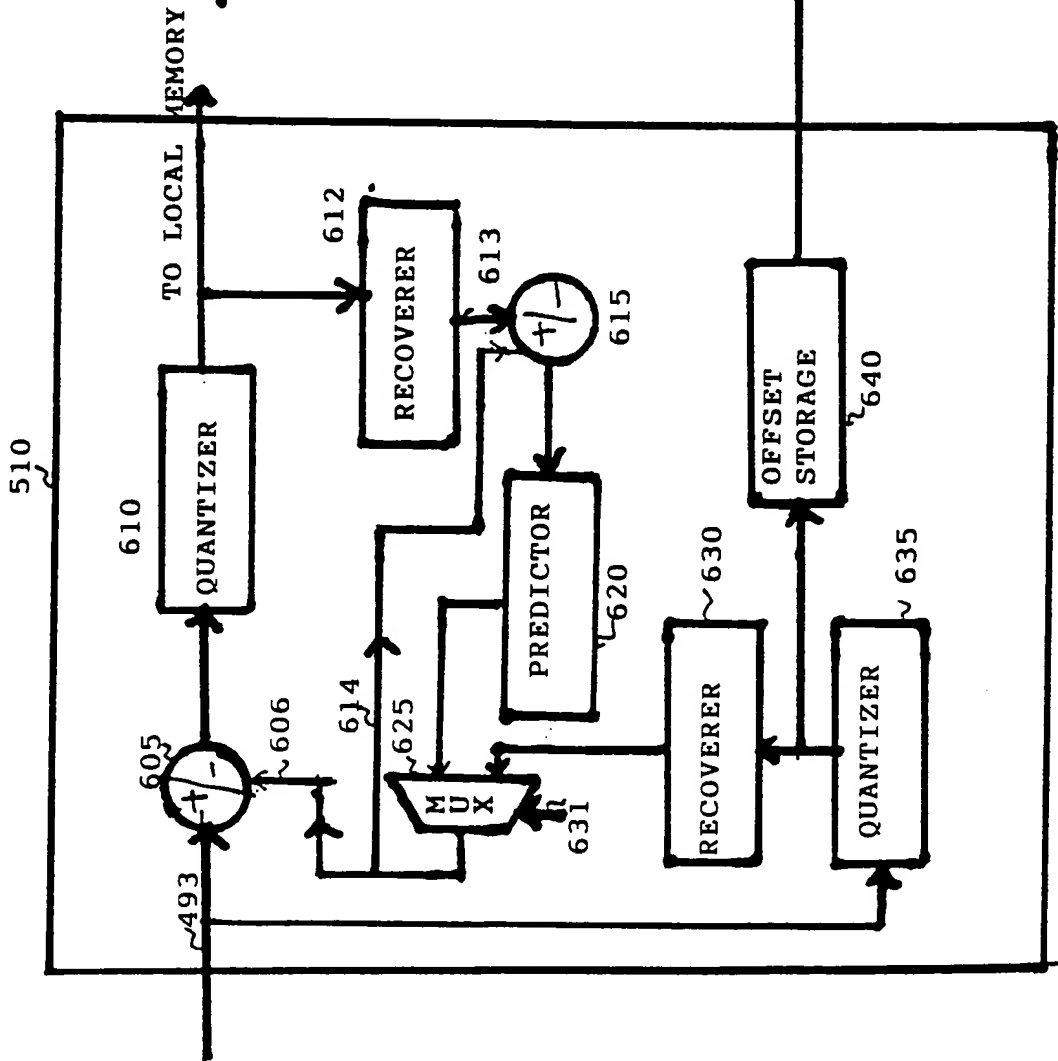 510
TO LOCAL MEMORY
493
605
+/-
606
610
QUANTIZER
612
RECOVERER
613
614
+/-
615
625
MUX
631
PREDICTOR
620
RECOVERER
630
QUANTIZER
635
OFFSET
STORAGE
640